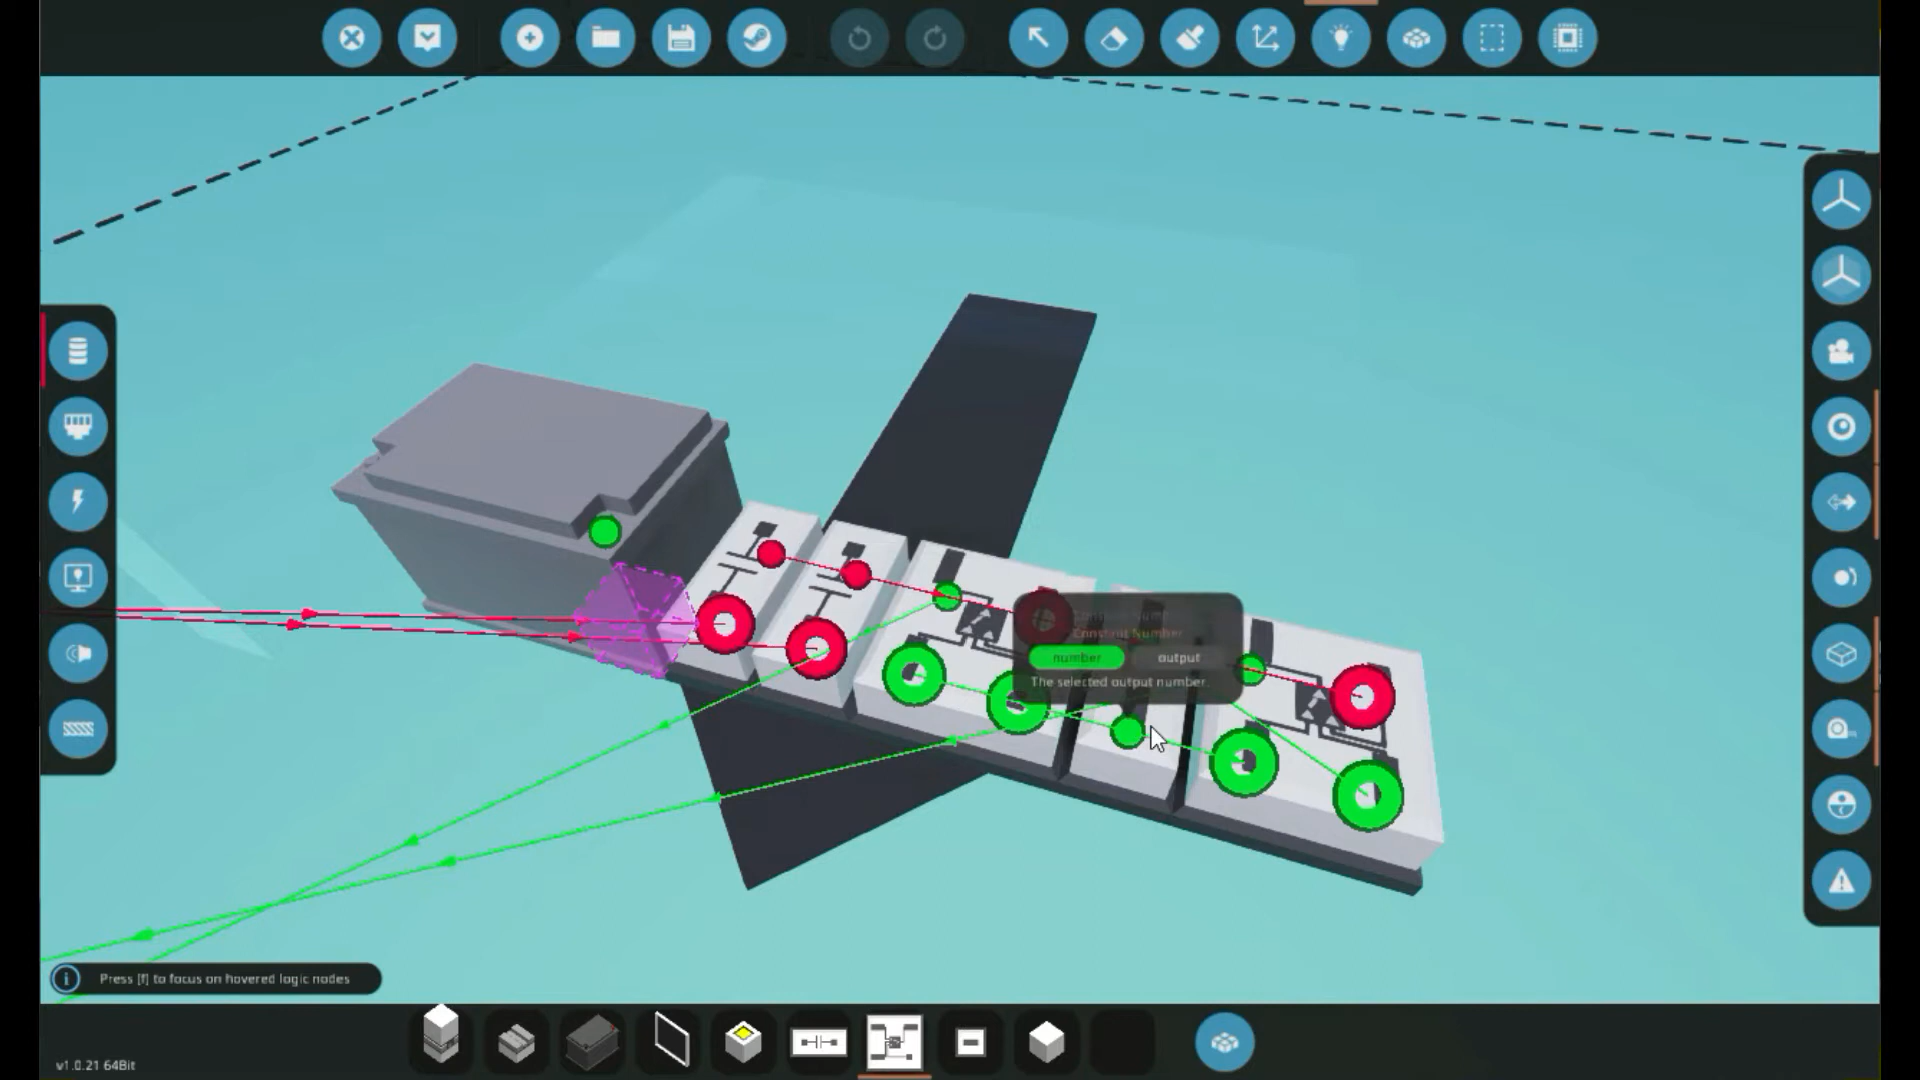 Constant Number
number output
The selected output number.
Press [f] to focus on hovered logic nodes
v1.0.21 64Bit